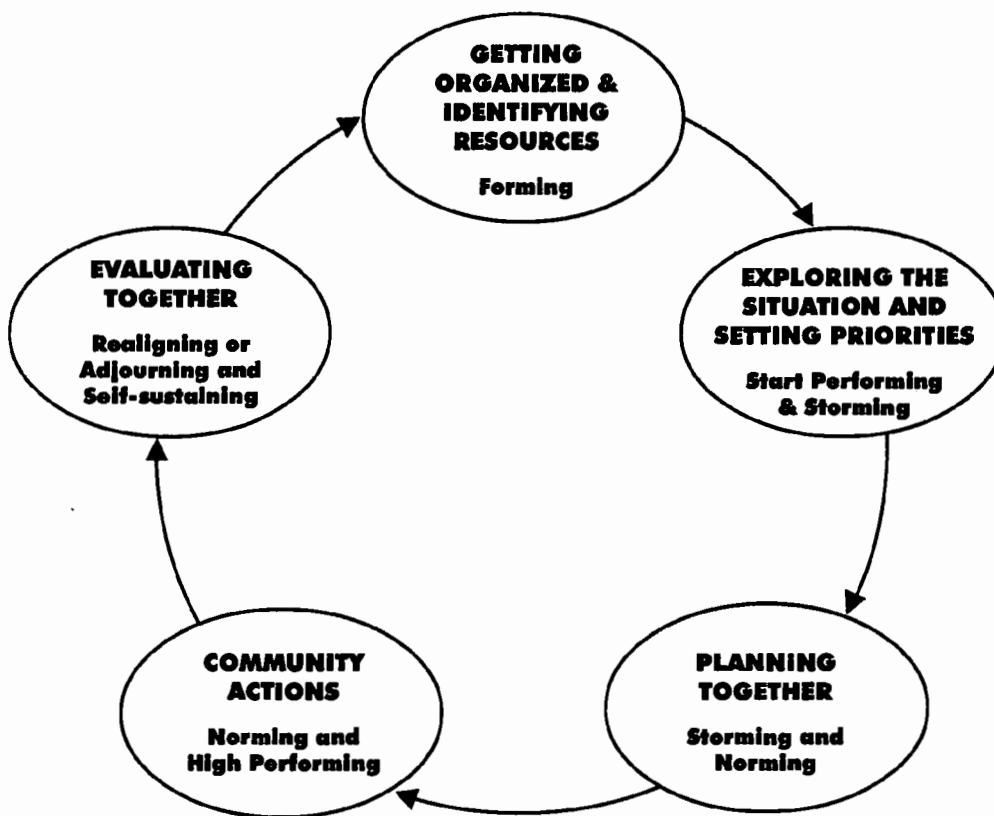 GETTING
ORGANIZED &
IDENTIFYING
RESOURCES
Forming
EXPLORING THE
SITUATION AND
SETTING PRIORITIES
Start Performing
& Storming
PLANNING
TOGETHER
Storming and
Norming
COMMUNITY
ACTIONS
Norming and
High Performing
EVALUATING
TOGETHER
Realigning or
Adjourning and
Self-sustaining